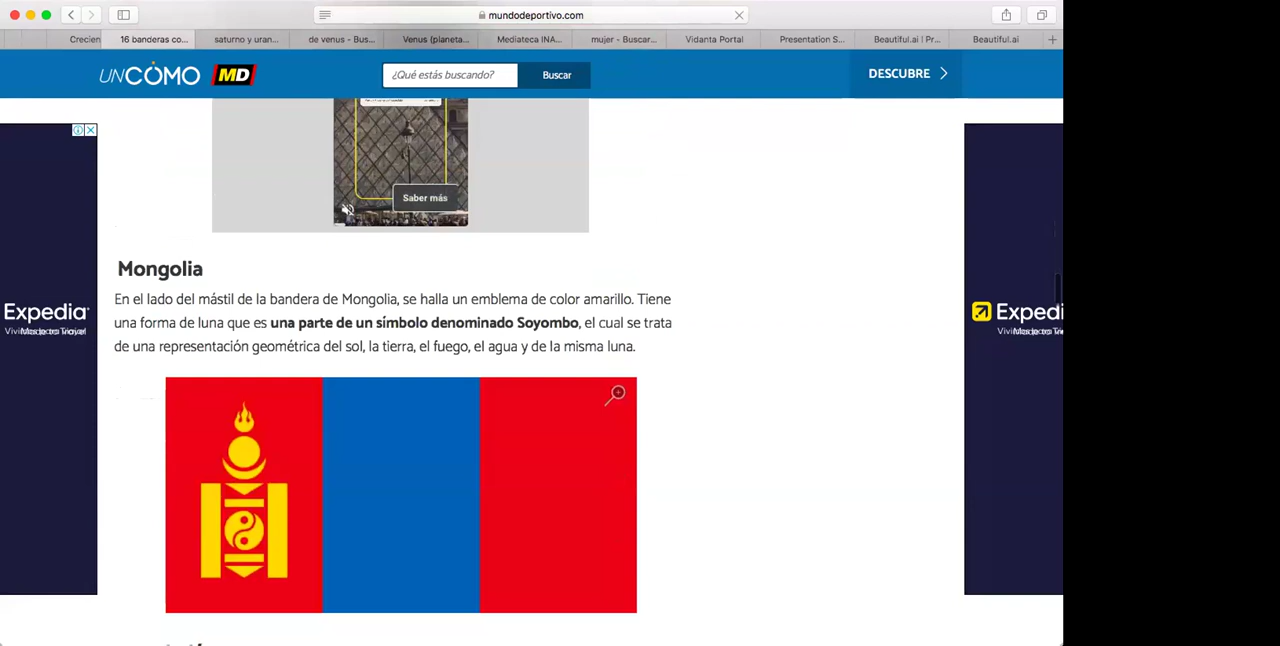 mundodeportivo.com
Crecien
16 banderas co...
saturno y uran...
de venus - Bus...
Venus (planeta...
Mediateca INA...
mujer - Buscar...
Vidanta Portal
Presentation S...
Beautiful.ai | Pr...
Beautiful.ai
UNCOMO MD
¿Qué estás buscando?
Buscar
DESCUBRE
Saber más
Mongolia
En el lado del mástil de la bandera de Mongolia, se halla un emblema de color amarillo. Tiene
una forma de luna que es una parte de un símbolo denominado Soyombo, el cual se trata
de una representación geométrica del sol, la tierra, el fuego, el agua y de la misma luna.
Expedia
Expedi